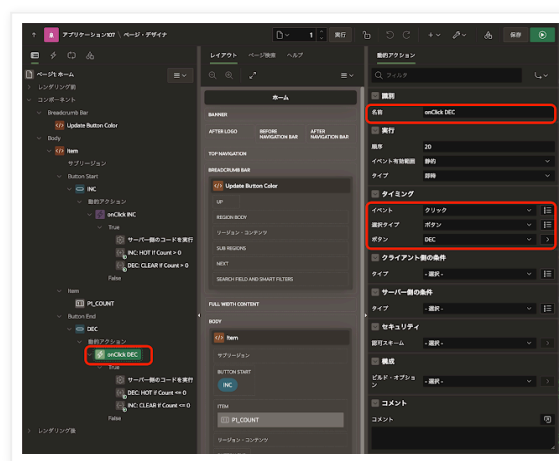 アプリケーション107 \ ページ・デザイナ
1
実行
保存
ページ1: ホーム
レンダリング前
コンポーネント
Breadcrumb Bar
Update Button Color
Body
Item
サブリージョン
Button Start
INC
動的アクション
onClick INC
True
サーバー側のコードを実行
INC: HOT if Count > 0
DEC: CLEAR if Count > 0
False
Item
P1_COUNT
Button End
DEC
動的アクション
onClick DEC
True
サーバー側のコードを実行
DEC: HOT if Count <= 0
INC: CLEAR if Count <= 0
False
レンダリング後
レイアウト
ページ検索
ヘルプ
ホーム
BANNER
AFTER LOGO
BEFORE NAVIGATION BAR
AFTER NAVIGATION BAR
TOP NAVIGATION
BREADCRUMB BAR
Update Button Color
UP
REGION BODY
リージョン・コンテンツ
SUB REGIONS
NEXT
SEARCH FIELD AND SMART FILTERS
FULL WIDTH CONTENT
BODY
Item
サブリージョン
BUTTON START
INC
ITEM
P1_COUNT
リージョン・コンテンツ
動的アクション
フィルタ
識別
名前
onClick DEC
実行
順序
20
イベント有効範囲
静的
タイプ
即時
タイミング
イベント
クリック
選択タイプ
ボタン
ボタン
DEC
クライアント側の条件
タイプ
- 選択 -
サーバー側の条件
タイプ
- 選択 -
セキュリティ
認可スキーム
- 選択 -
構成
ビルド・オプション
- 選択 -
コメント
コメント